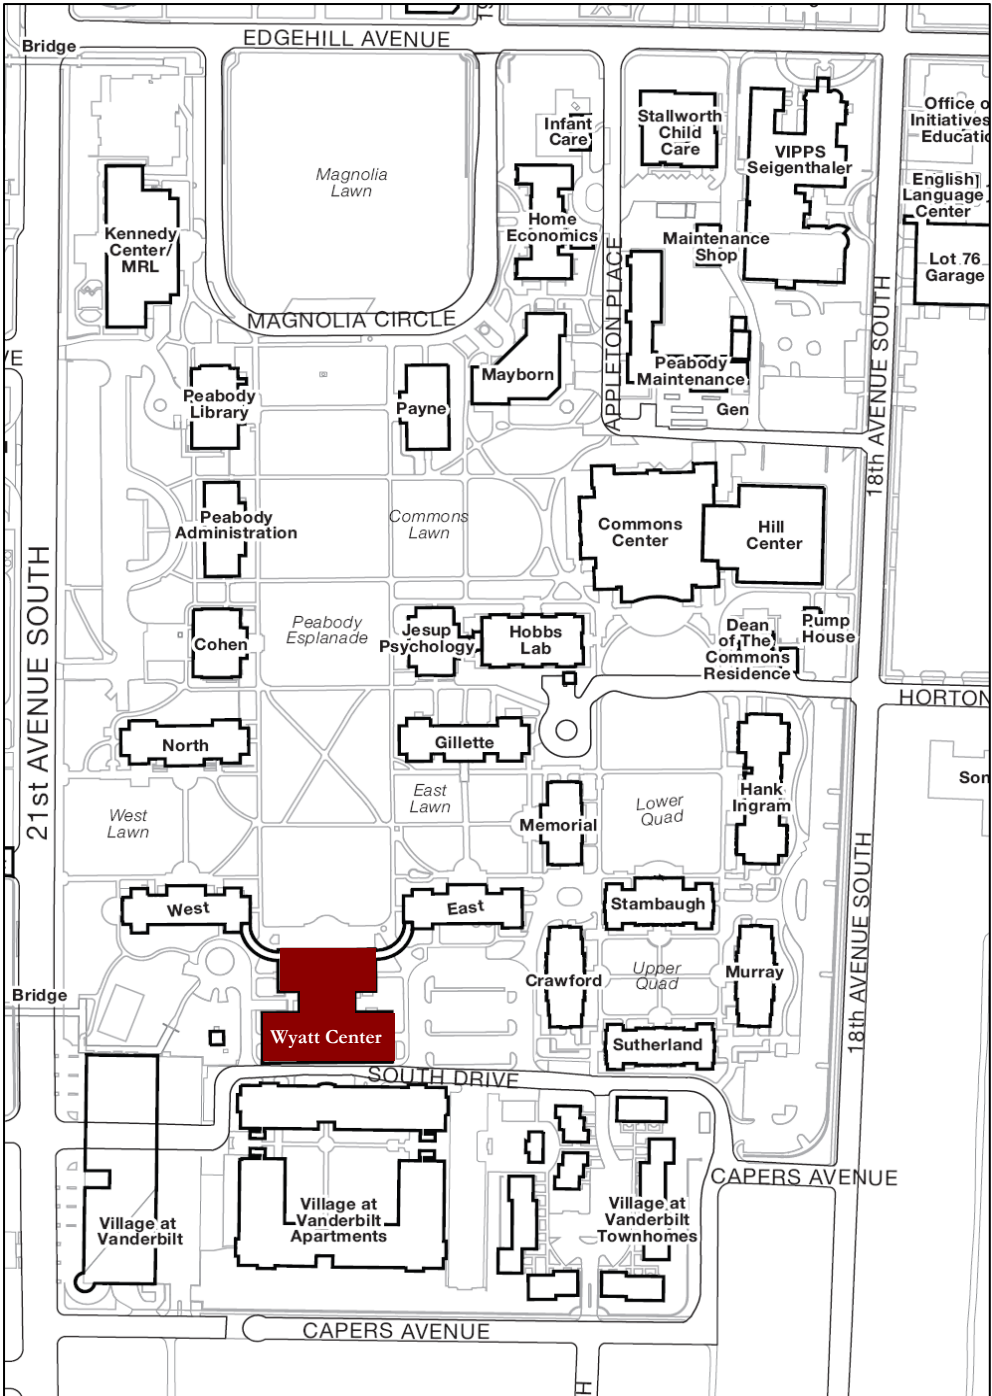 EDGEHILL AVENUE
Bridge
Infant
Care
Stallworth
Child
Care
VIPPS
Seigenthaler
Office o
Initiatives
Educatio
Magnolia
Lawn
English
Language
Center
Kennedy
Center/
MRL
Home
Economics
Maintenance
Shop
Lot 76
Garage
APPLETON PLACE
18th AVENUE SOUTH
MAGNOLIA CIRCLE
VE
Peabody
Library
Payne
Mayborn
Peabody
Maintenance
Gen
Peabody
Administration
Commons
Lawn
Commons
Center
Hill
Center
21st AVENUE SOUTH
Cohen
Peabody
Esplanade
Jesup
Psychology
Hobbs
Lab
Dean
of The
Commons
Residence
Pump
House
HORTON
North
Gillette
Son
West
Lawn
East
Lawn
Memorial
Lower
Quad
Hank
Ingram
18th AVENUE SOUTH
West
East
Stambaugh
Bridge
Crawford
Upper
Quad
Murray
Wyatt Center
Sutherland
SOUTH DRIVE
CAPERS AVENUE
Village at
Vanderbilt
Village at
Vanderbilt
Apartments
Village at
Vanderbilt
Townhomes
CAPERS AVENUE
H